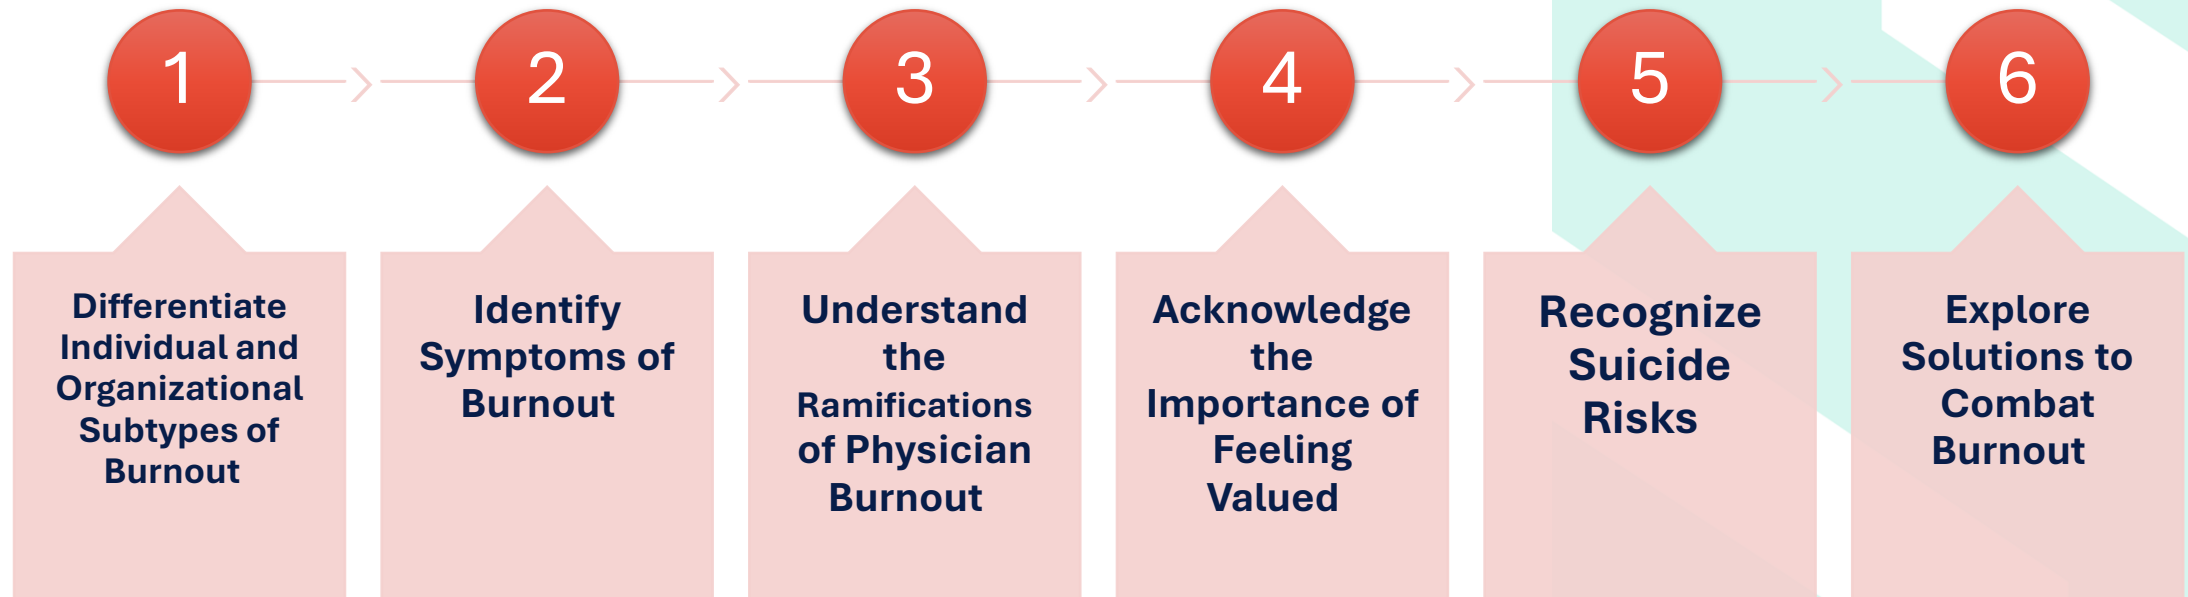 1
2
3
4
5
6
Differentiate
Individual and
Organizational
Subtypes of
Burnout
Identify
Symptoms of
Burnout
Understand
the
Ramifications
of Physician
Burnout
Acknowledge
the
Importance of
Feeling
Valued
Recognize
Suicide
Risks
Explore
Solutions to
Combat
Burnout